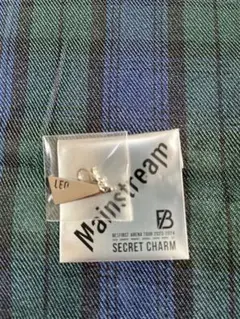 LEO
Mainstream
BE:FIRST ARENA TOUR 2023-2024
SECRET CHARM